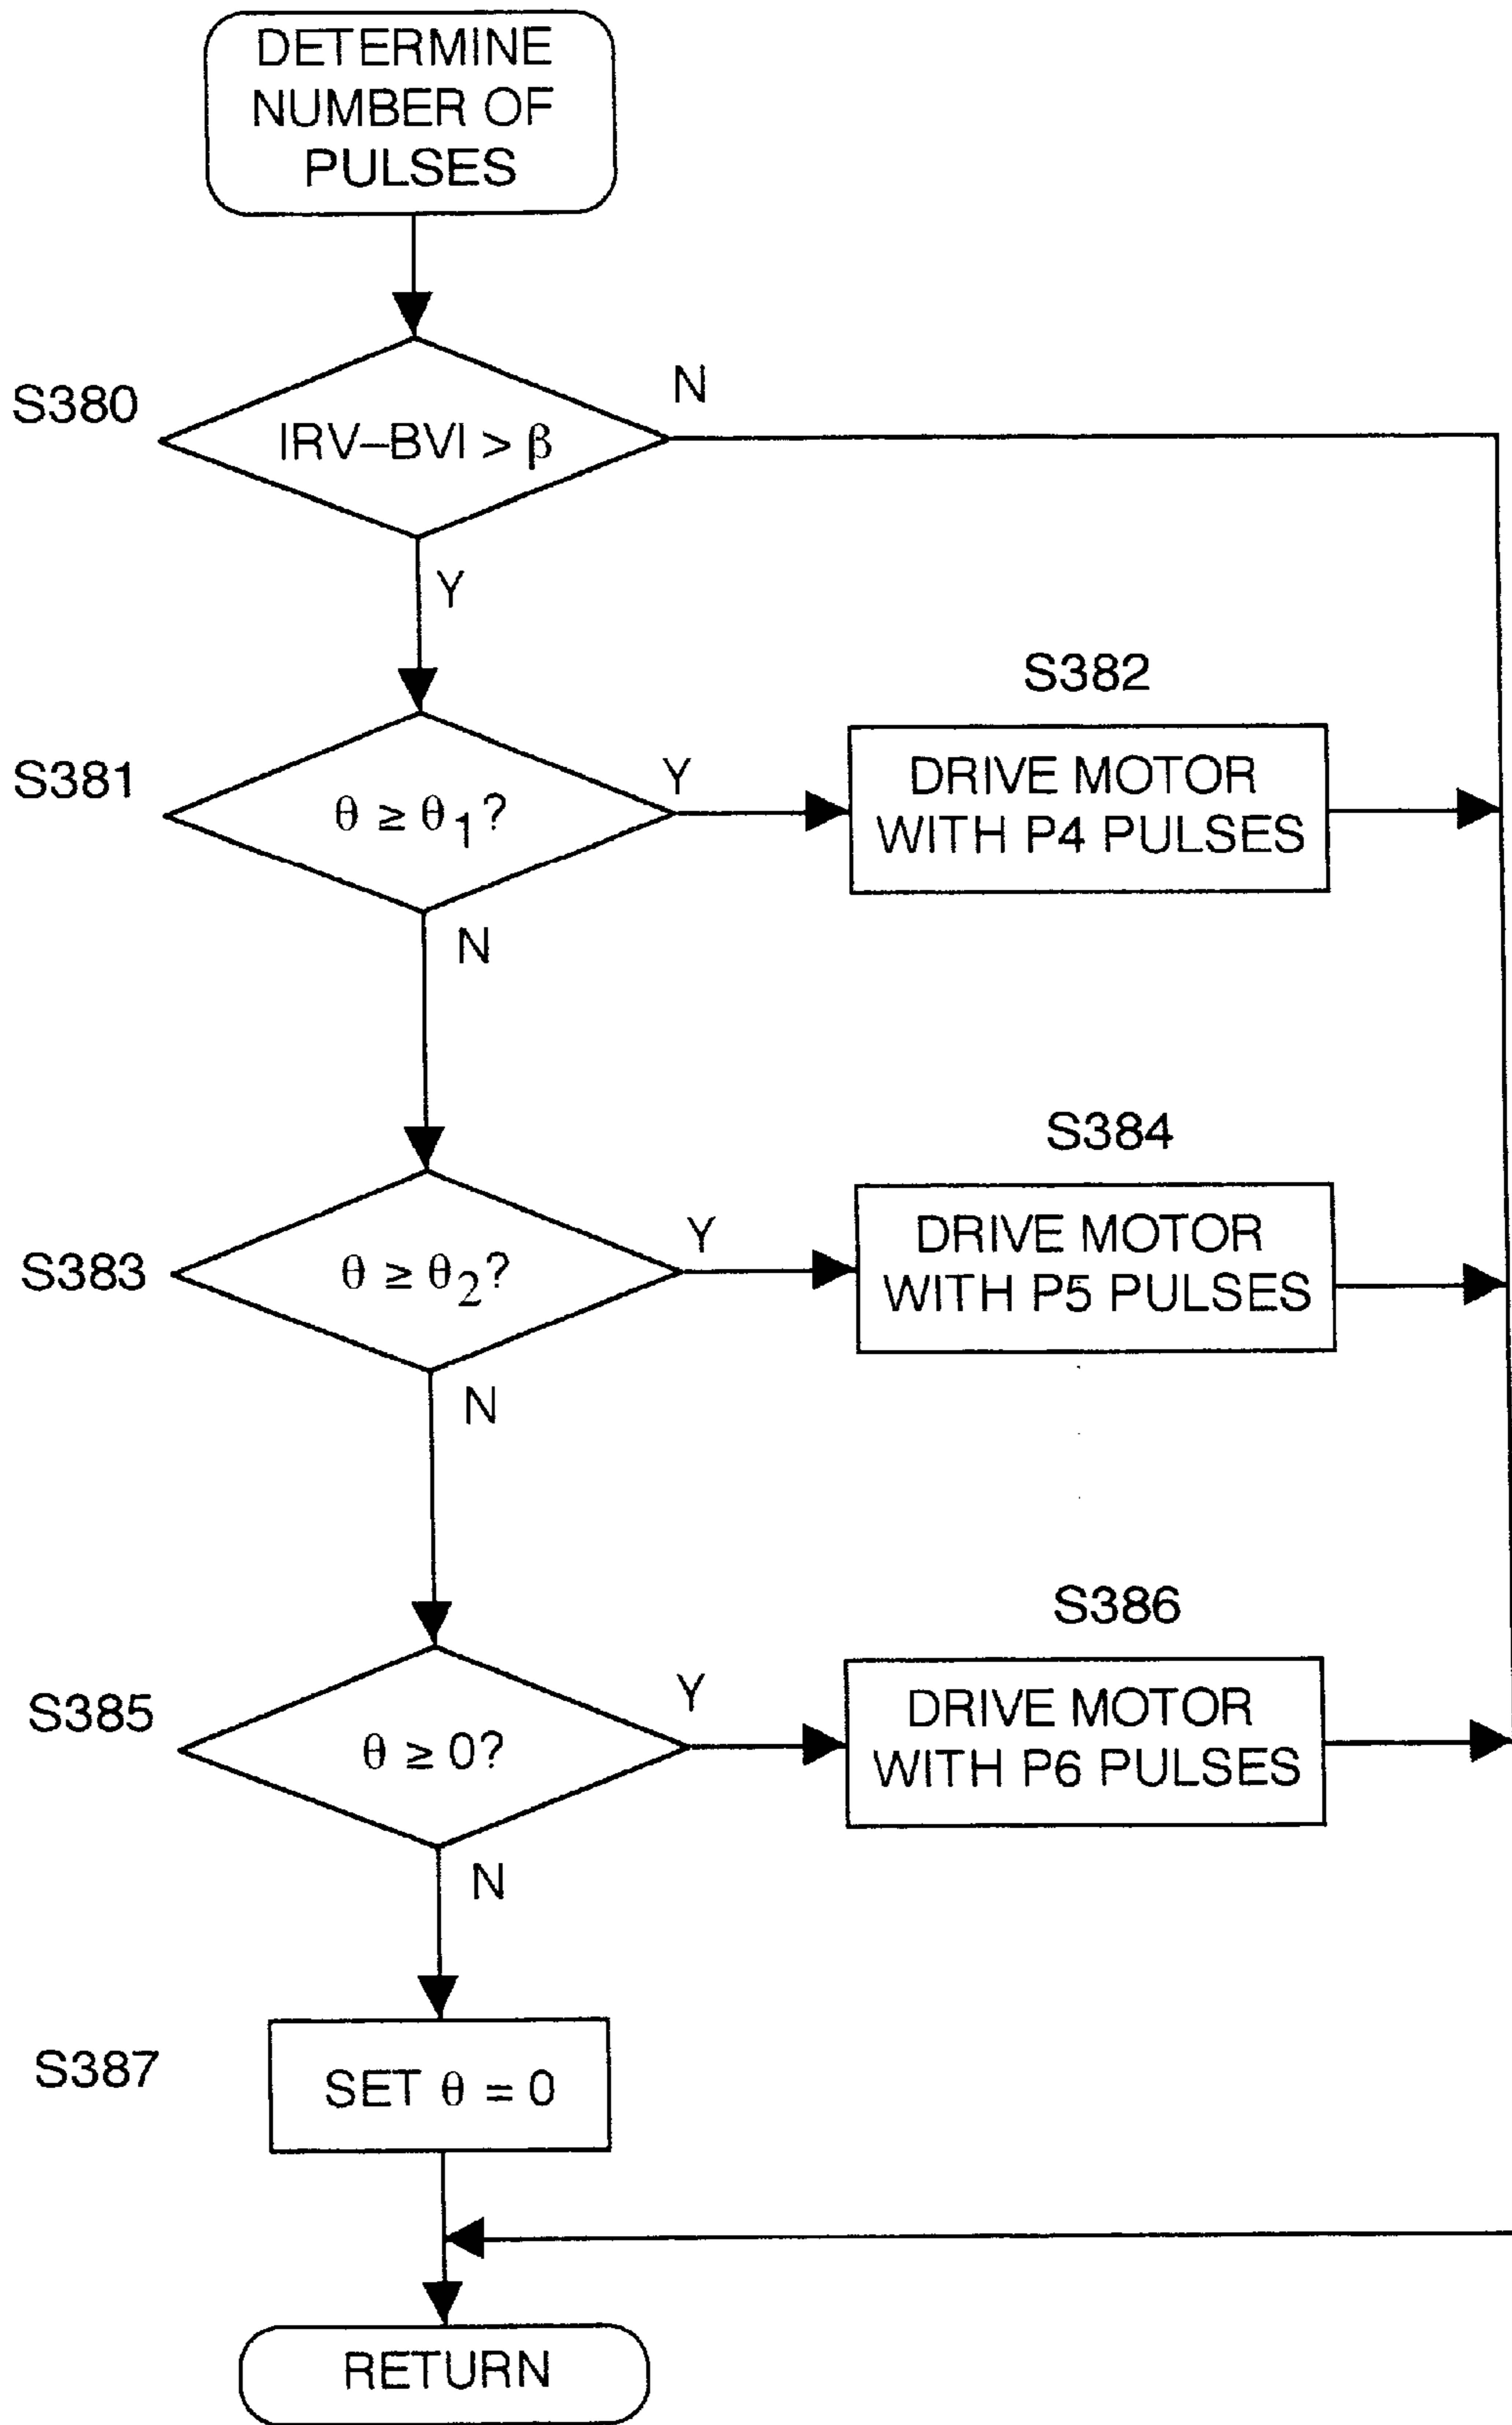 DETERMINE
NUMBER OF
PULSES
S380
IRV–BVI > β
N
Y
S381
θ ≥ θ1?
Y
S382
DRIVE MOTOR
WITH P4 PULSES
N
S383
θ ≥ θ2?
Y
S384
DRIVE MOTOR
WITH P5 PULSES
N
S385
θ ≥ 0?
Y
S386
DRIVE MOTOR
WITH P6 PULSES
N
S387
SET θ = 0
RETURN